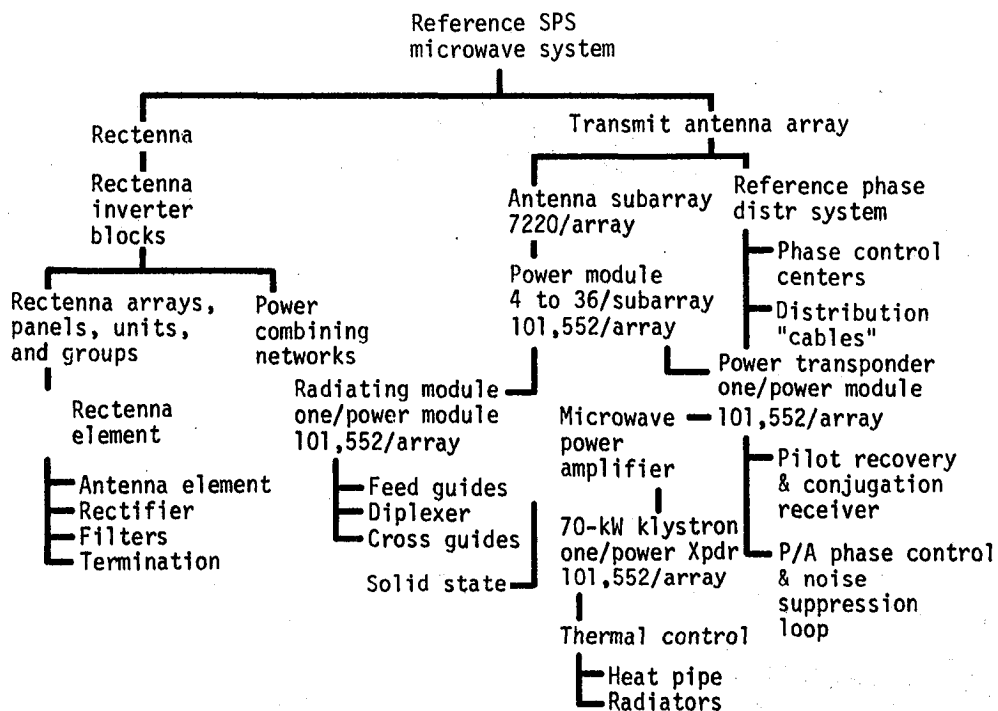 Reference SPS
microwave system
Rectenna
Transmit antenna array
Rectenna
inverter
blocks
Antenna subarray
7220/array
Reference phase
distr system
Phase control
centers
Distribution
"cables"
Power module
4 to 36/subarray
101,552/array
Rectenna arrays,
panels, units,
and groups
Power
combining
networks
Power transponder
one/power module
101,552/array
Radiating module
one/power module
101,552/array
Microwave
power
amplifier
Rectenna
element
Antenna element
Rectifier
Filters
Termination
Feed guides
Diplexer
Cross guides
Solid state
70-kW klystron
one/power Xpdr
101,552/array
Pilot recovery
& conjugation
receiver
P/A phase control
& noise
suppression
loop
Thermal control
Heat pipe
Radiators